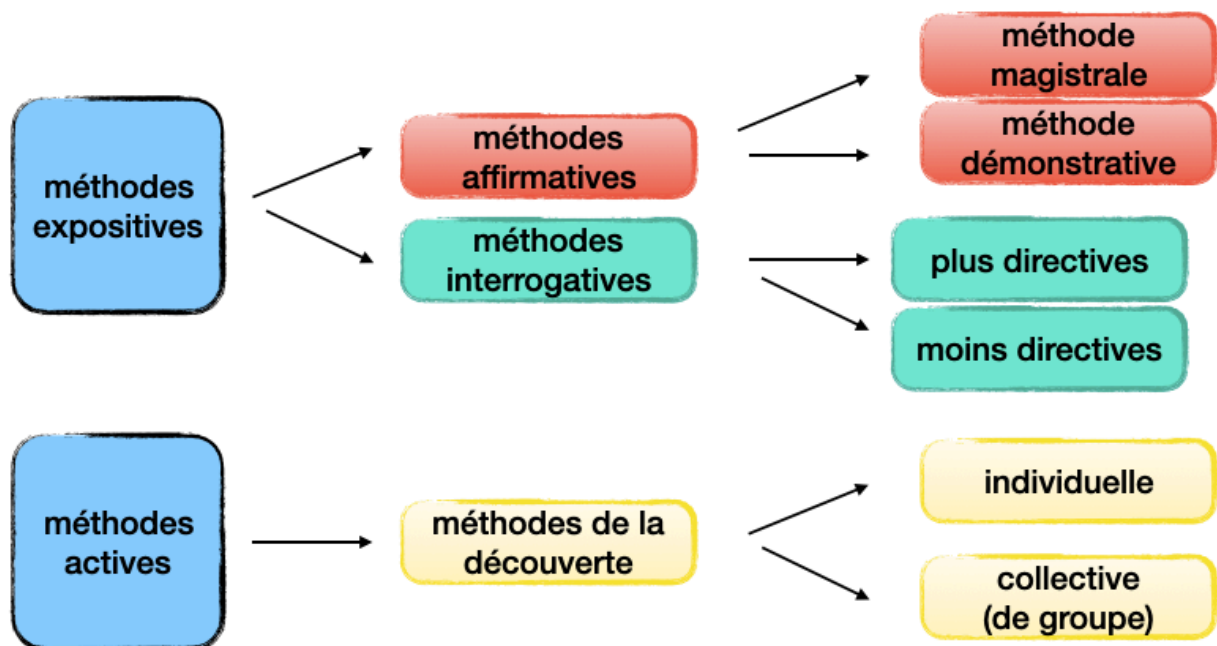 méthodes
expositives
méthodes
affirmatives
méthode
magistrale
méthode
démonstrative
méthodes
interrogatives
plus directives
moins directives
méthodes
actives
méthodes de la
découverte
individuelle
collective
(de groupe)